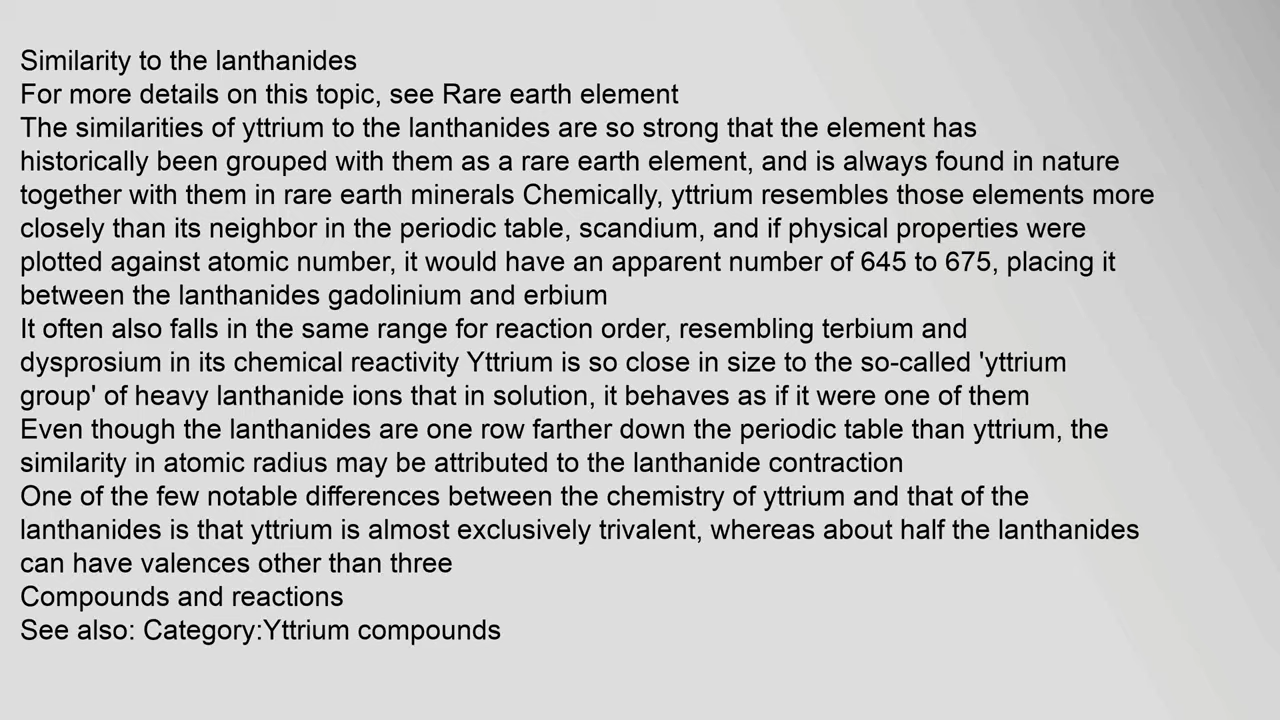 Similarity to the lanthanides
For more details on this topic, see Rare earth element
The similarities of yttrium to the lanthanides are so strong that the element has
historically been grouped with them as a rare earth element, and is always found in nature
together with them in rare earth minerals Chemically, yttrium resembles those elements more
closely than its neighbor in the periodic table, scandium, and if physical properties were
plotted against atomic number, it would have an apparent number of 645 to 675, placing it
between the lanthanides gadolinium and erbium
It often also falls in the same range for reaction order, resembling terbium and
dysprosium in its chemical reactivity Yttrium is so close in size to the so-called 'yttrium
group' of heavy lanthanide ions that in solution, it behaves as if it were one of them
Even though the lanthanides are one row farther down the periodic table than yttrium, the
similarity in atomic radius may be attributed to the lanthanide contraction
One of the few notable differences between the chemistry of yttrium and that of the
lanthanides is that yttrium is almost exclusively trivalent, whereas about half the lanthanides
can have valences other than three
Compounds and reactions
See also: Category:Yttrium compounds